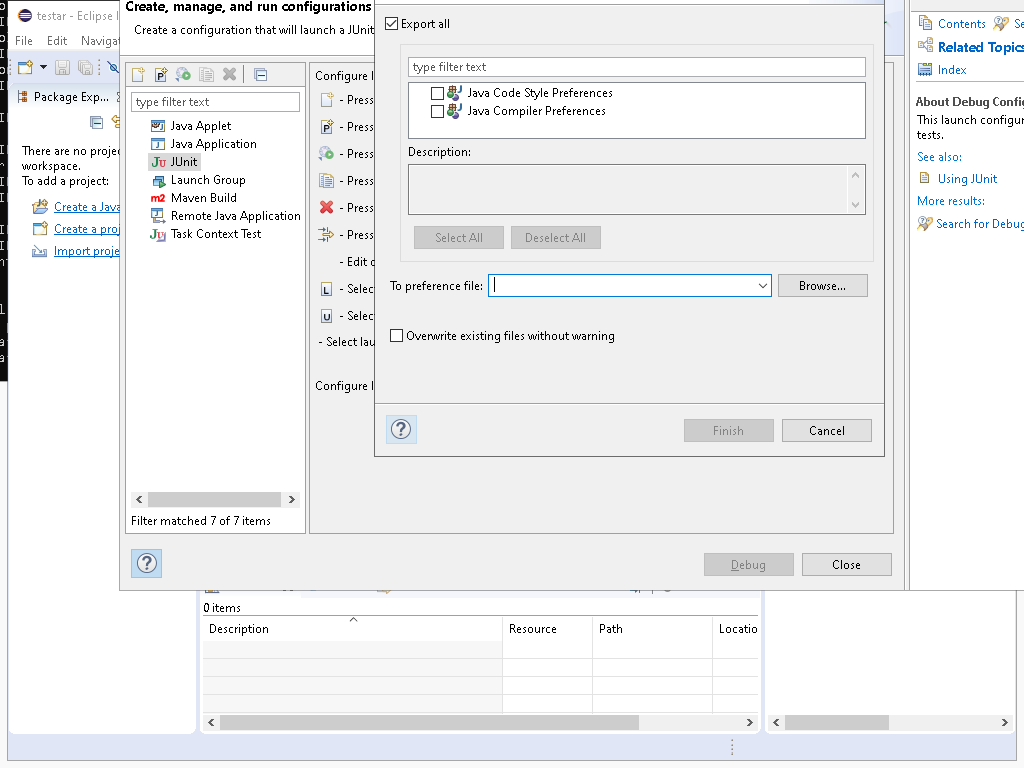 testar - Eclipse I
File Edit Navigat
Package Exp...
There are no proje
workspace.
To add a project:
Create a Java
Create a proj
Import proje
Create, manage, and run configurations
Create a configuration that will launch a JUnit
type filter text
Java Applet
Java Application
JUnit
Launch Group
Maven Build
Remote Java Application
Task Context Test
Filter matched 7 of 7 items
Configure l
- Press
- Press
- Press
- Press
- Press
- Press
- Edit c
- Selec
- Selec
- Select lau
Configure l
Debug
Close
Export all
type filter text
Java Code Style Preferences
Java Compiler Preferences
Description:
Select All
Deselect All
To preference file:
Browse...
Overwrite existing files without warning
Finish
Cancel
Contents
Se
Related Topics
Index
About Debug Config
This launch configur
tests.
See also:
Using JUnit
More results:
Search for Debug
0 items
Description Resource Path Locatio